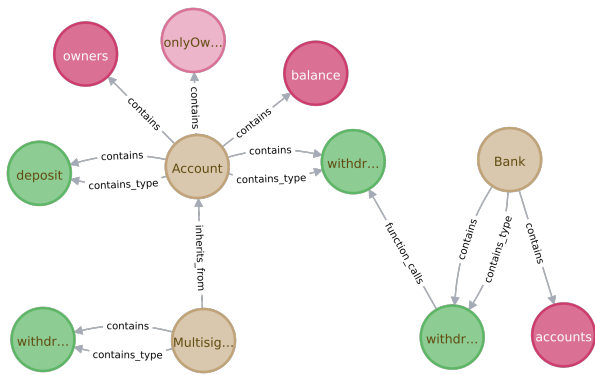 onlyOw...
owners
balance
contains
contains
contains
contains
contains
withdr...
Account
deposit
contains_type
contains_type
Bank
inherits_from
function_calls
contains
contains_type
contains
withdr...
contains
contains_type
Multisig...
withdr...
accounts